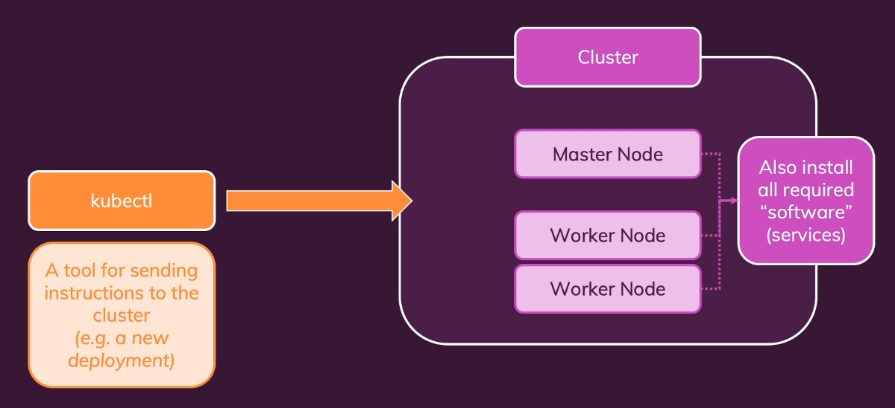 kubectl
A tool for sending
instructions to the
cluster
(e.g. a new
deployment)
Cluster
Master Node
Worker Node
Worker Node
Also install
all required
“software”
(services)